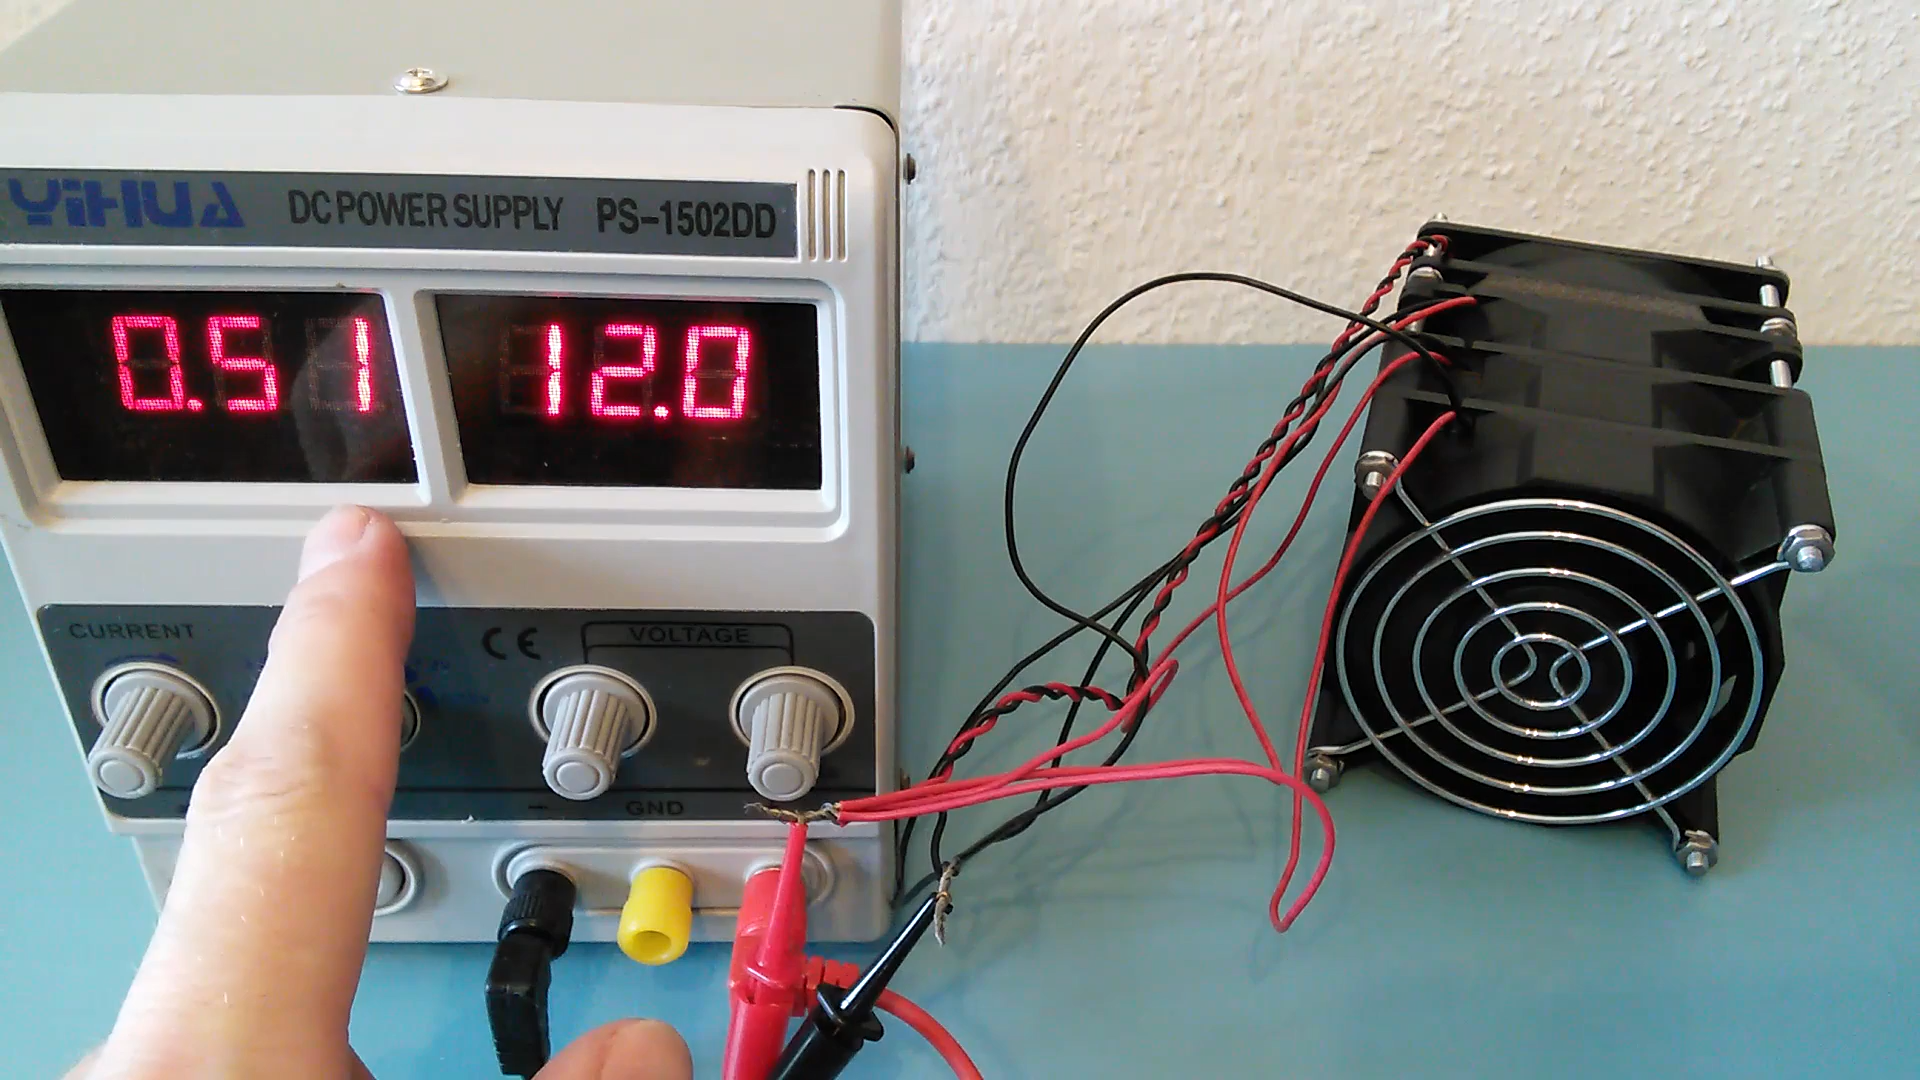 YiHUA DC POWER SUPPLY PS-1502DD
0.51 12.0
CURRENT CE VOLTAGE
- GND